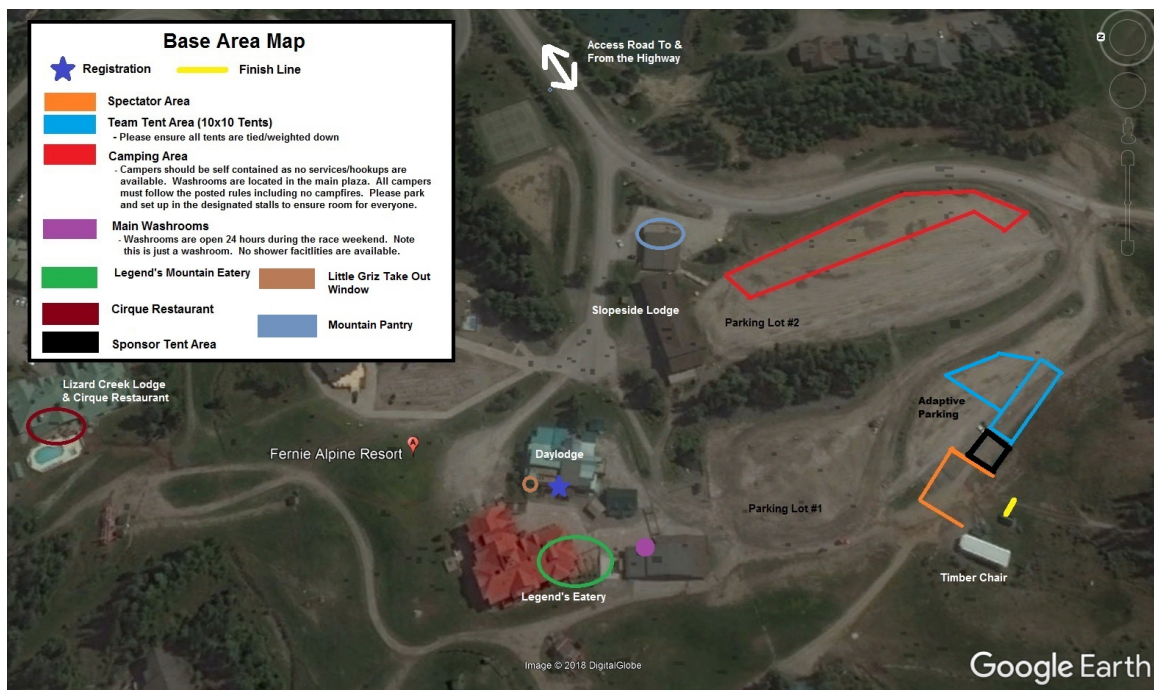 Base Area Map
Registration
Finish Line
Spectator Area
Team Tent Area (10x10 Tents)
- Please ensure all tents are tied/weighted down
Camping Area
- Campers should be self contained as no services/hookups are
available. Washrooms are located in the main plaza. All campers
must follow the posted rules including no campfires. Please park
and set up in the designated stalls to ensure room for everyone.
Main Washrooms
- Washrooms are open 24 hours during the race weekend. Note
this is just a washroom. No shower facitlities are available.
Legend's Mountain Eatery
Little Griz Take Out
Window
Cirque Restaurant
Mountain Pantry
Sponsor Tent Area
Access Road To &
From the Highway
N
Slopeside Lodge
Parking Lot #2
Lizard Creek Lodge
& Cirque Restaurant
Adaptive
Parking
Fernie Alpine Resort
A
Daylodge
Parking Lot #1
Timber Chair
Legend's Eatery
Image © 2018 DigitalGlobe
Google Earth